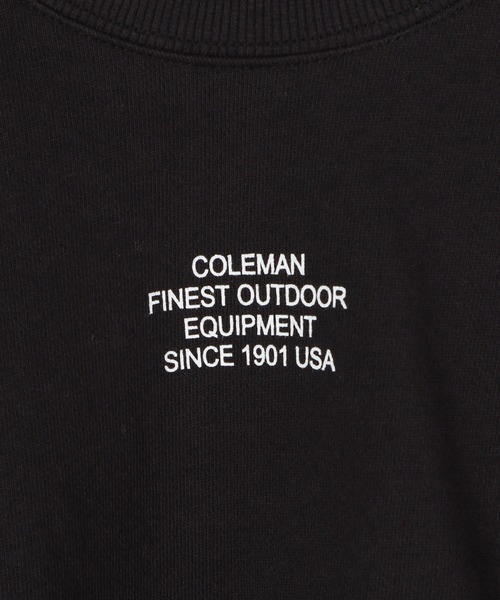 COLEMAN
FINEST OUTDOOR
EQUIPMENT
SINCE 1901 USA